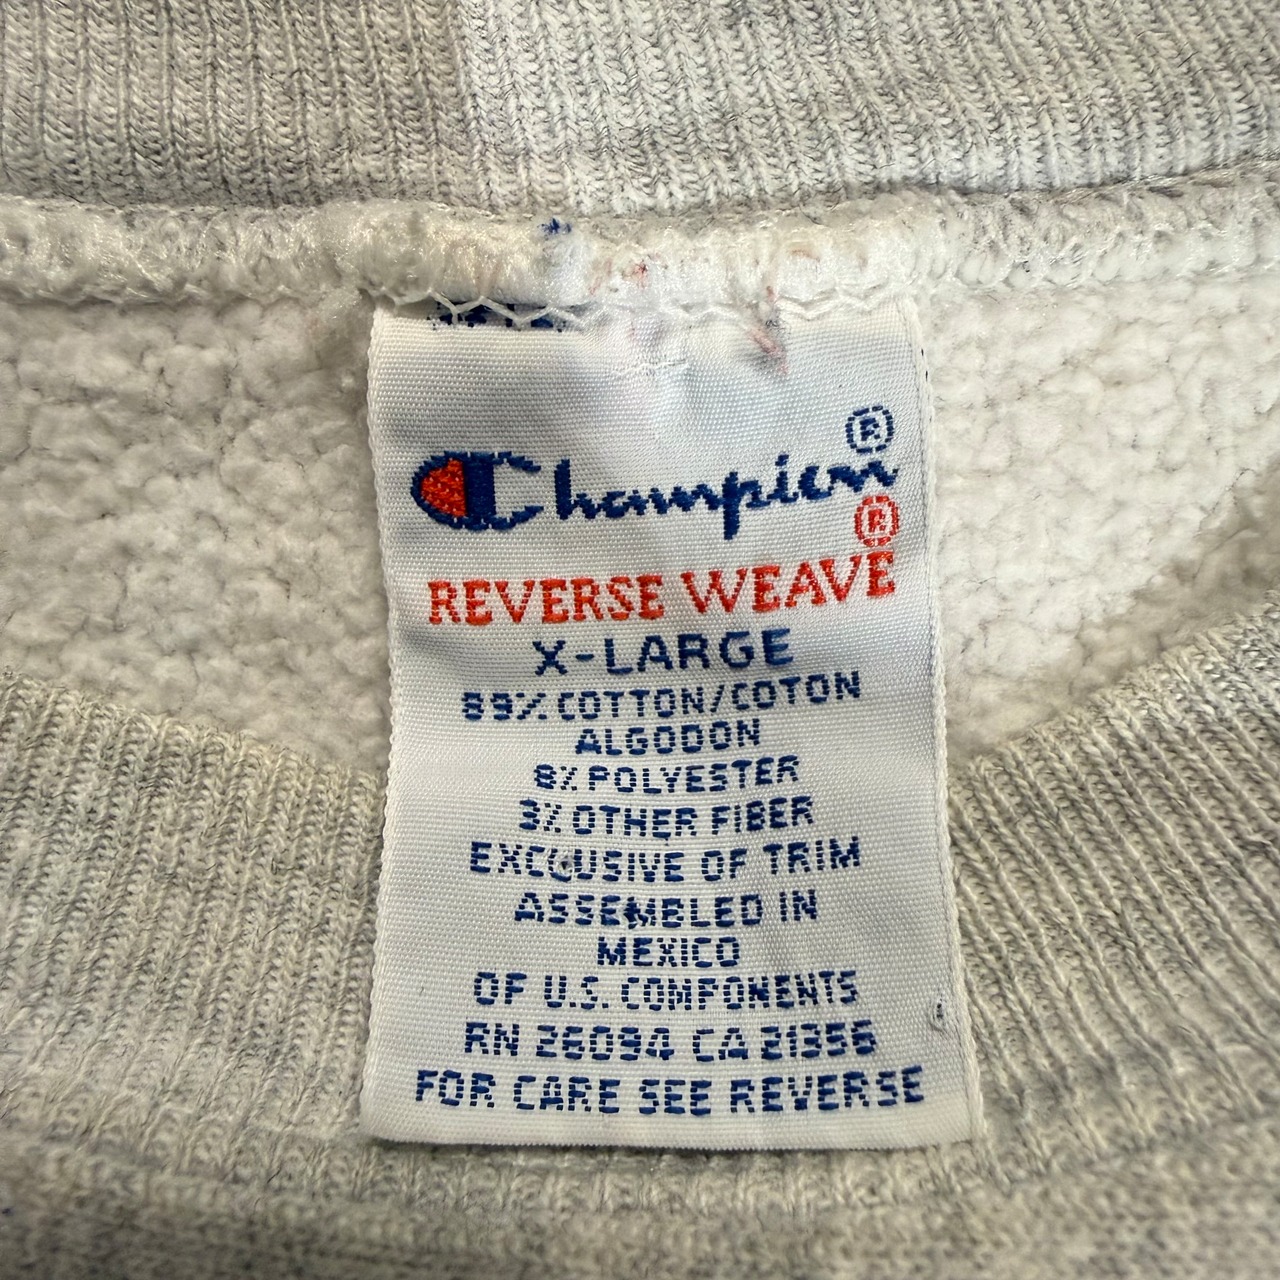 Champion®
REVERSE WEAVE®
X-LARGE
89% COTTON/COTON
ALGODON
8% POLYESTER
3% OTHER FIBER
EXCLUSIVE OF TRIM
ASSEMBLED IN
MEXICO
OF U.S. COMPONENTS
RN 26094 CA 21356
FOR CARE SEE REVERSE